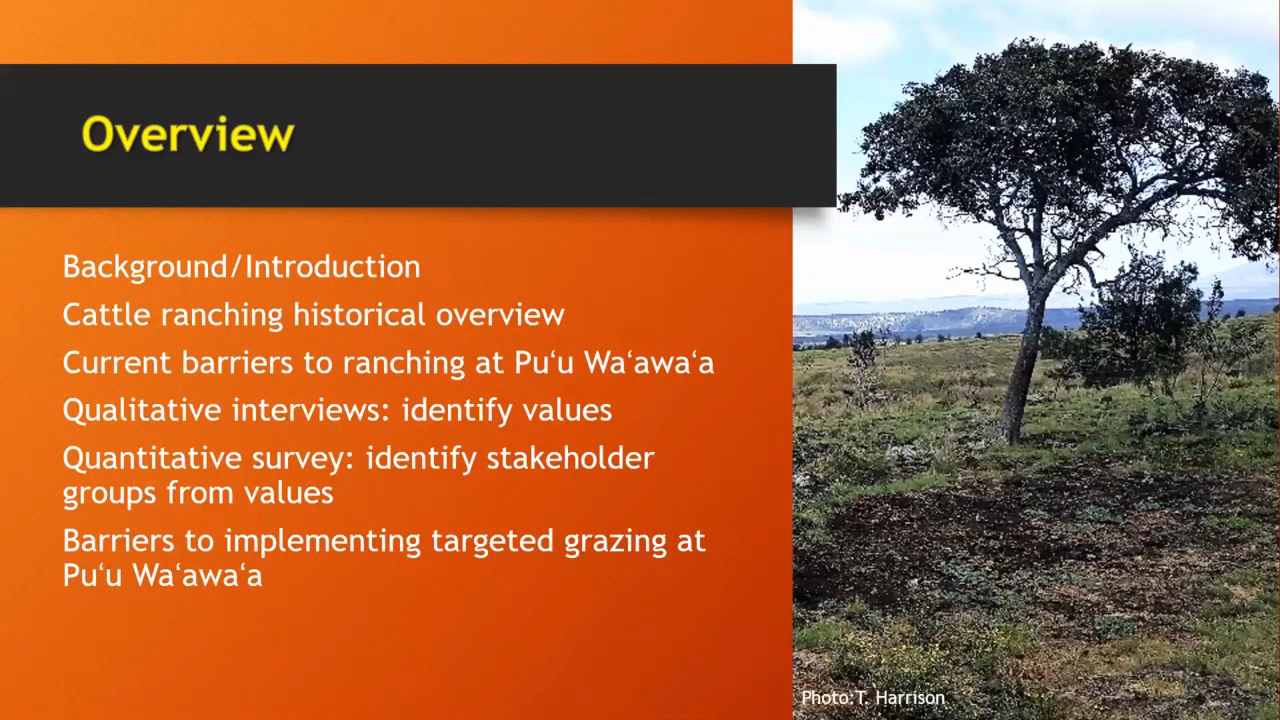 Overview
Background/Introduction
Cattle ranching historical overview
Current barriers to ranching at Puʻu Waʻawaʻa
Qualitative interviews: identify values
Quantitative survey: identify stakeholder
groups from values
Barriers to implementing targeted grazing at
Puʻu Waʻawaʻa
Photo:T. Harrison